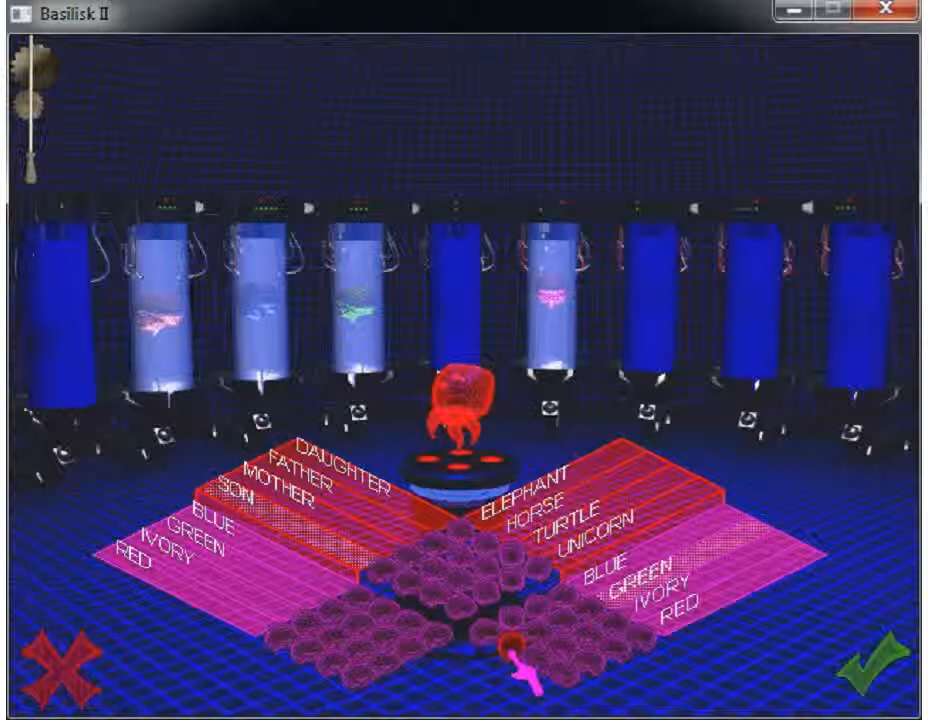 Basilisk II
DAUGHTER
FATHER
MOTHER
SON
BLUE
GREEN
IVORY
RED
ELEPHANT
HORSE
TURTLE
UNICORN
BLUE
GREEN
IVORY
RED